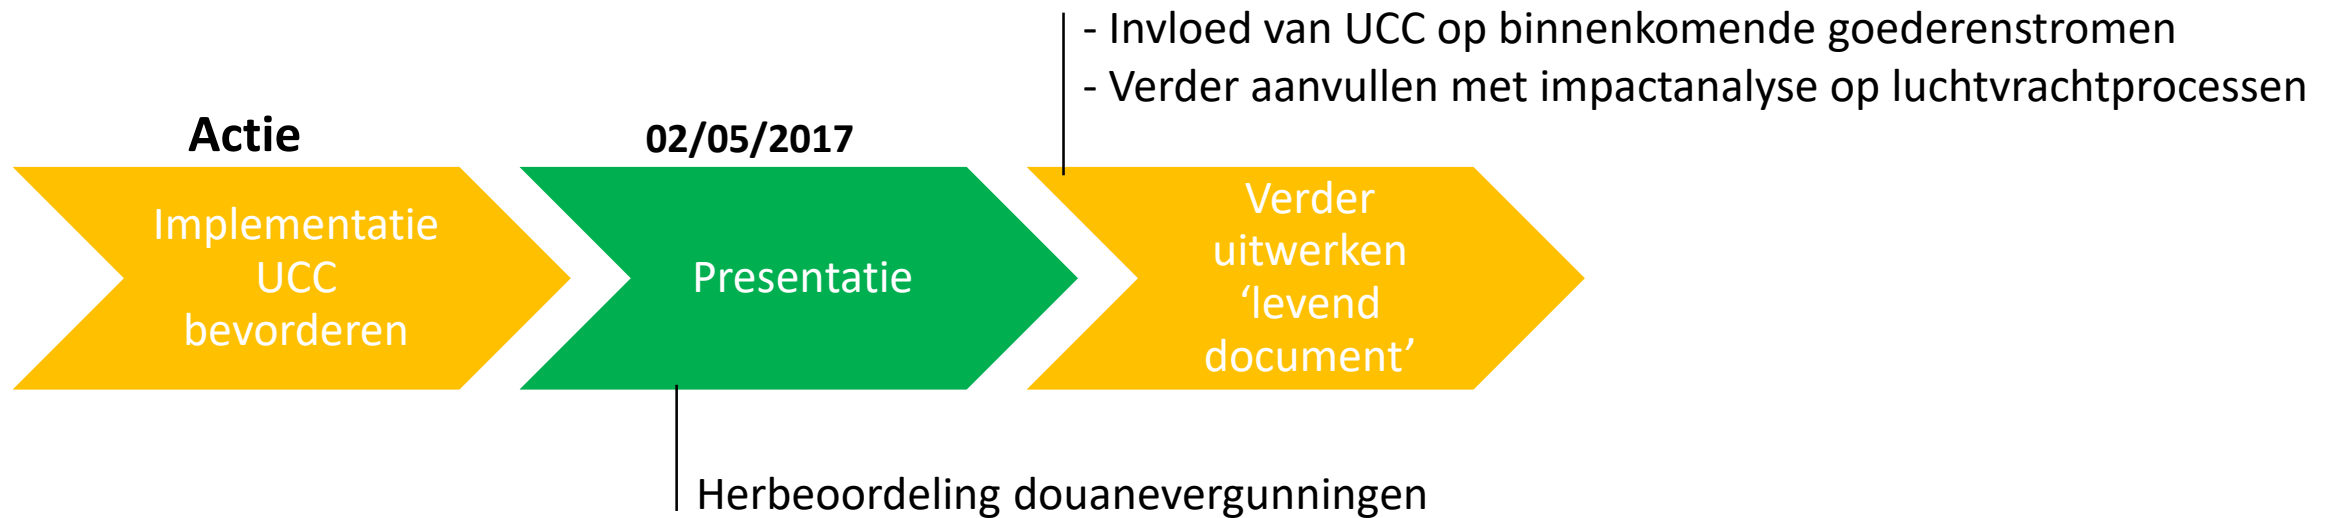 - Invloed van UCC op binnenkomende goederenstromen
- Verder aanvullen met impactanalyse op luchtvrachtprocessen
Actie
02/05/2017
Implementatie
UCC
bevorderen
Presentatie
Verder
uitwerken
‘levend
document’
Herbeoordeling douanevergunningen